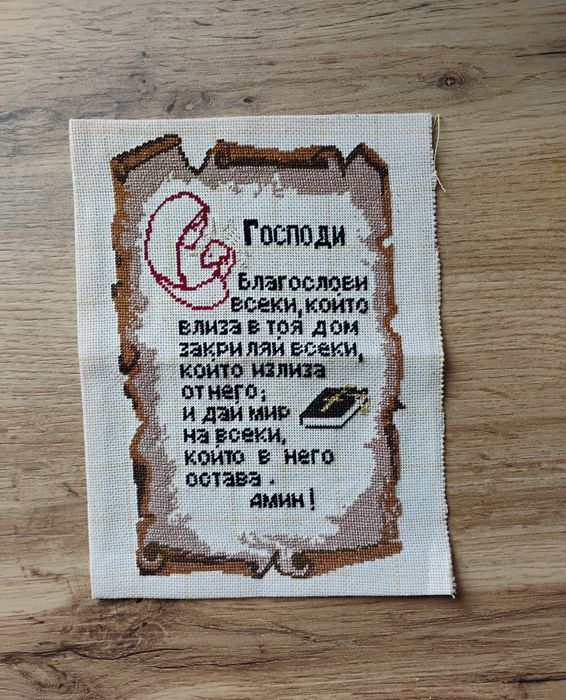 Господи
Благослови
всеки, който
влиза в тоя дом
закриляй всеки,
който излиза
от него;
и дай мир
на всеки,
който в него
остава.
амин!